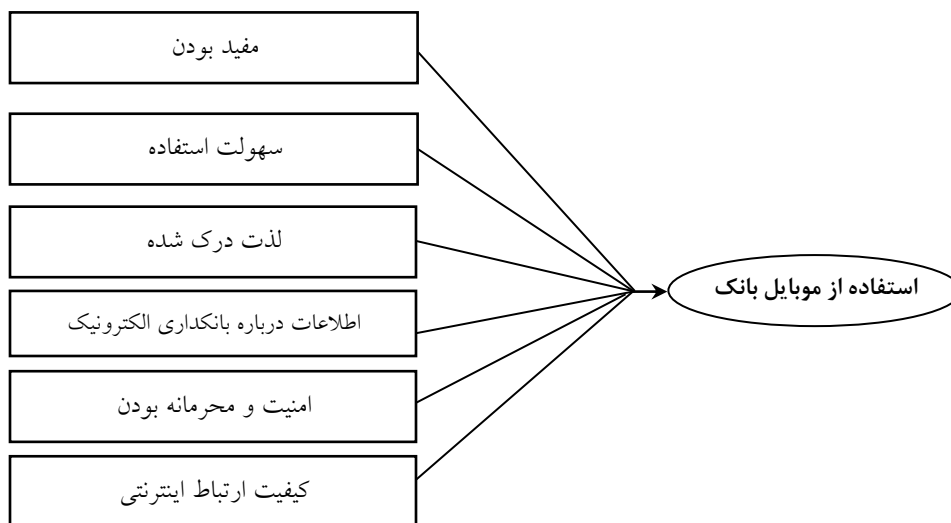 مفید بودن
سهولت استفاده
لذت درک شده
اطلاعات درباره بانکداری الکترونیک
امنیت و محرمانه بودن
کیفیت ارتباط اینترنتی
استفاده از موبایل بانک